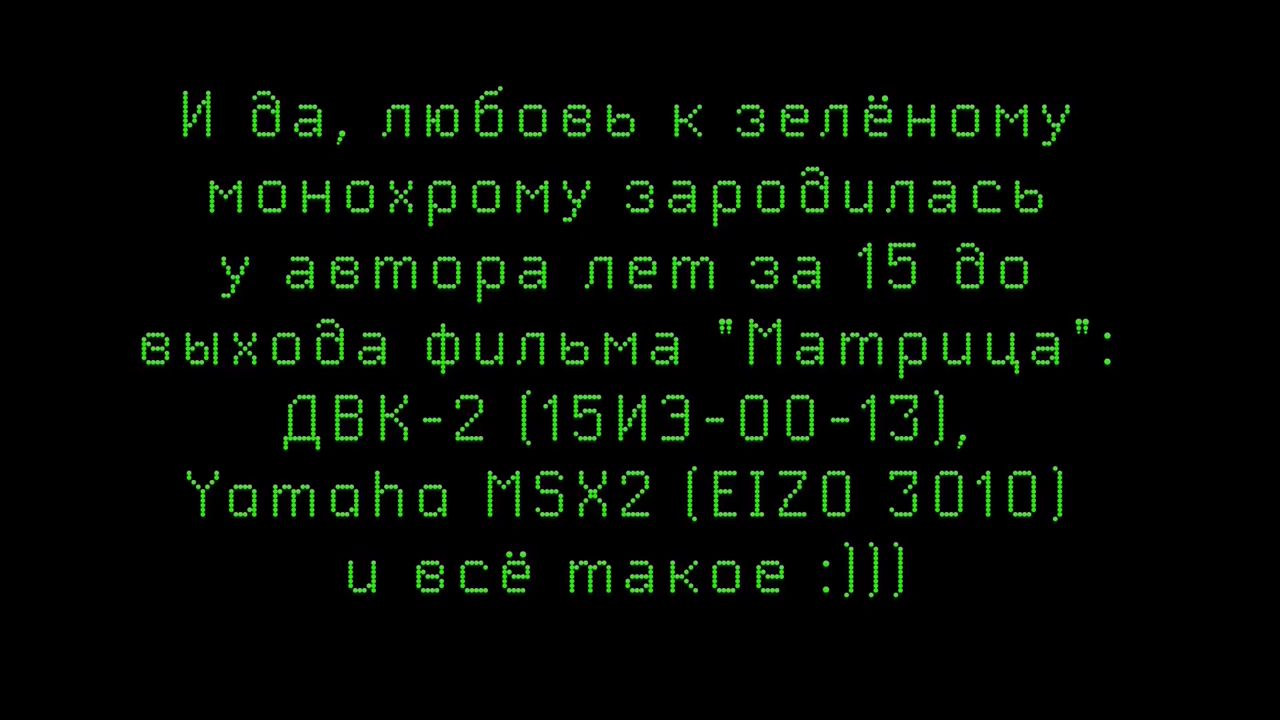 И да, любовь к зелёному
монохрому зародилась
у автора лет за 15 до
выхода фильма "Матрица":
ДВК-2 (15ИЭ-00-13),
Yamaha MSX2 (EIZO 3010)
и всё такое :)))